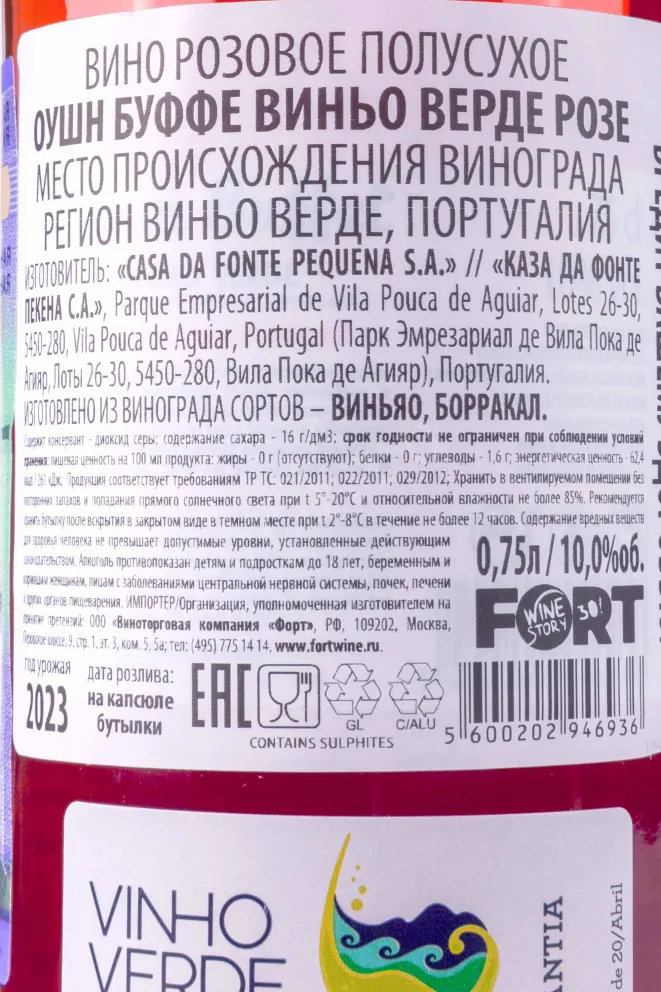 ВИНО РОЗОВОЕ ПОЛУСУХОЕ
ОУШН БУФФЕ ВИНЬО ВЕРДЕ РОЗЕ
МЕСТО ПРОИСХОЖДЕНИЯ ВИНОГРАДА
РЕГИОН ВИНЬО ВЕРДЕ, ПОРТУГАЛИЯ
ИЗГОТОВИТЕЛЬ: «CASA DA FONTE PEQUENA S.A.» // «КАЗА ДА ФОНТЕ
ПЕКЕНА С.А.», Parque Empresarial de Vila Pouca de Aguiar, Lotes 26-30,
5450-280, Vila Pouca de Aguiar, Portugal (Парк Эмрезариал де Вила Пока де
Агияр, Лоты 26-30, 5450-280, Вила Пока де Агияр), Португалия.
ИЗГОТОВЛЕНО ИЗ ВИНОГРАДА СОРТОВ – ВИНЬЯО, БОРРАКАЛ.
Содержит консервант - диоксид серы; содержание сахара - 16 г/дм3; срок годности не ограничен при соблюдении условий
хранения; пищевая ценность на 100 мл продукта: жиры - 0 г (отсутствуют); белки - 0г; углеводы - 1,6 г; энергетическая ценность - 62,4
ккал / 261 кДж; Продукция соответствует требованиям ТР ТС: 021/2011; 022/2011; 029/2012; Хранить в вентилируемом помещении без
посторонних запахов и попадания прямого солнечного света при t 5°-20°C и относительной влажности не более 85%. Рекомендуется
хранить бутылку после вскрытия в закрытом виде в темном месте при t 2°-8°C в течение не более 12 часов. Содержание вредных веществ
для здоровья человека не превышает допустимые уровни, установленные действующим
законодательством. Алкоголь противопоказан детям и подросткам до 18 лет, беременным и
кормящим женщинам, лицам с заболеваниями центральной нервной системы, почек, печени
и других органов пищеварения. ИМПОРТЕР/Организация, уполномоченная изготовителем на
принятие претензий: ООО «Виноторговая компания «Форт», РФ, 109202, Москва,
Перовское шоссе, 9, стр. 1, эт. 3, ком. 5, 5а; тел: (495) 775 14 14, www.fortwine.ru.
0,75л / 10,0%об.
FORT
WINE STORY 3.0!
год урожая
2023
дата розлива:
на капсюле
бутылки
EAC
GL
C/ALU
CONTAINS SULPHITES
5 600202 946936
VINHO
VERDE
ANTIA
de 20/Abril